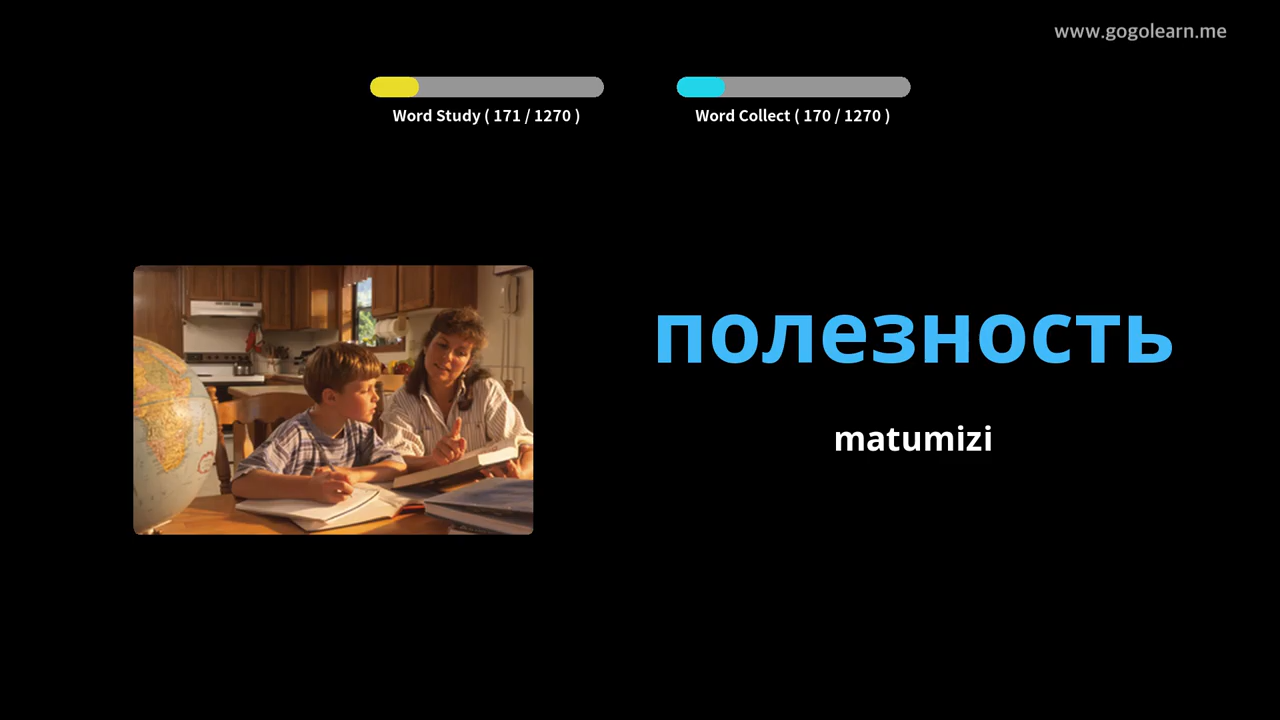 www.gogolearn.me
Word Study ( 171 / 1270 )
Word Collect ( 170 / 1270 )
полезность
matumizi